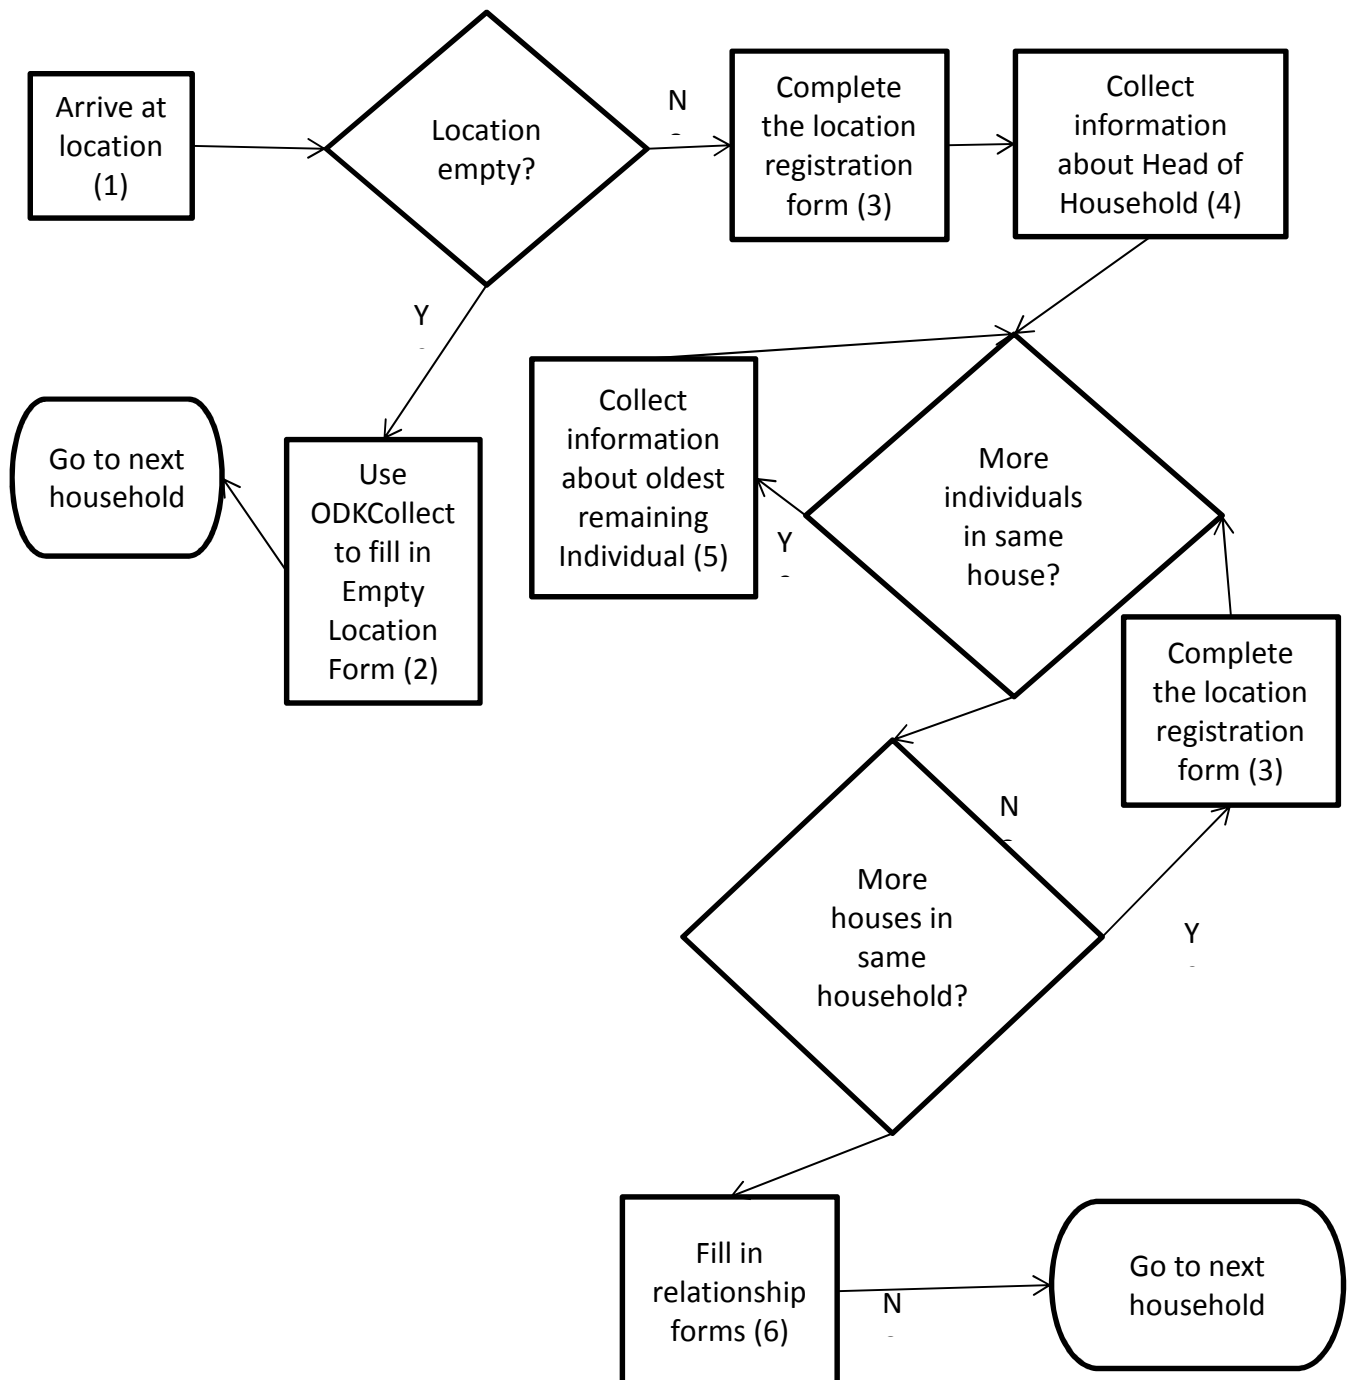 Arrive at
location
(1)
Location
empty?
N
Complete
the location
registration
form (3)
Collect
information
about Head of
Household (4)
Y
Go to next
household
Use
ODKCollect
to fill in
Empty
Location
Form (2)
Collect
information
about oldest
remaining
Individual (5)
Y
More
individuals
in same
house?
Complete
the location
registration
form (3)
N
More
houses in
same
household?
Y
Fill in
relationship
forms (6)
N
Go to next
household